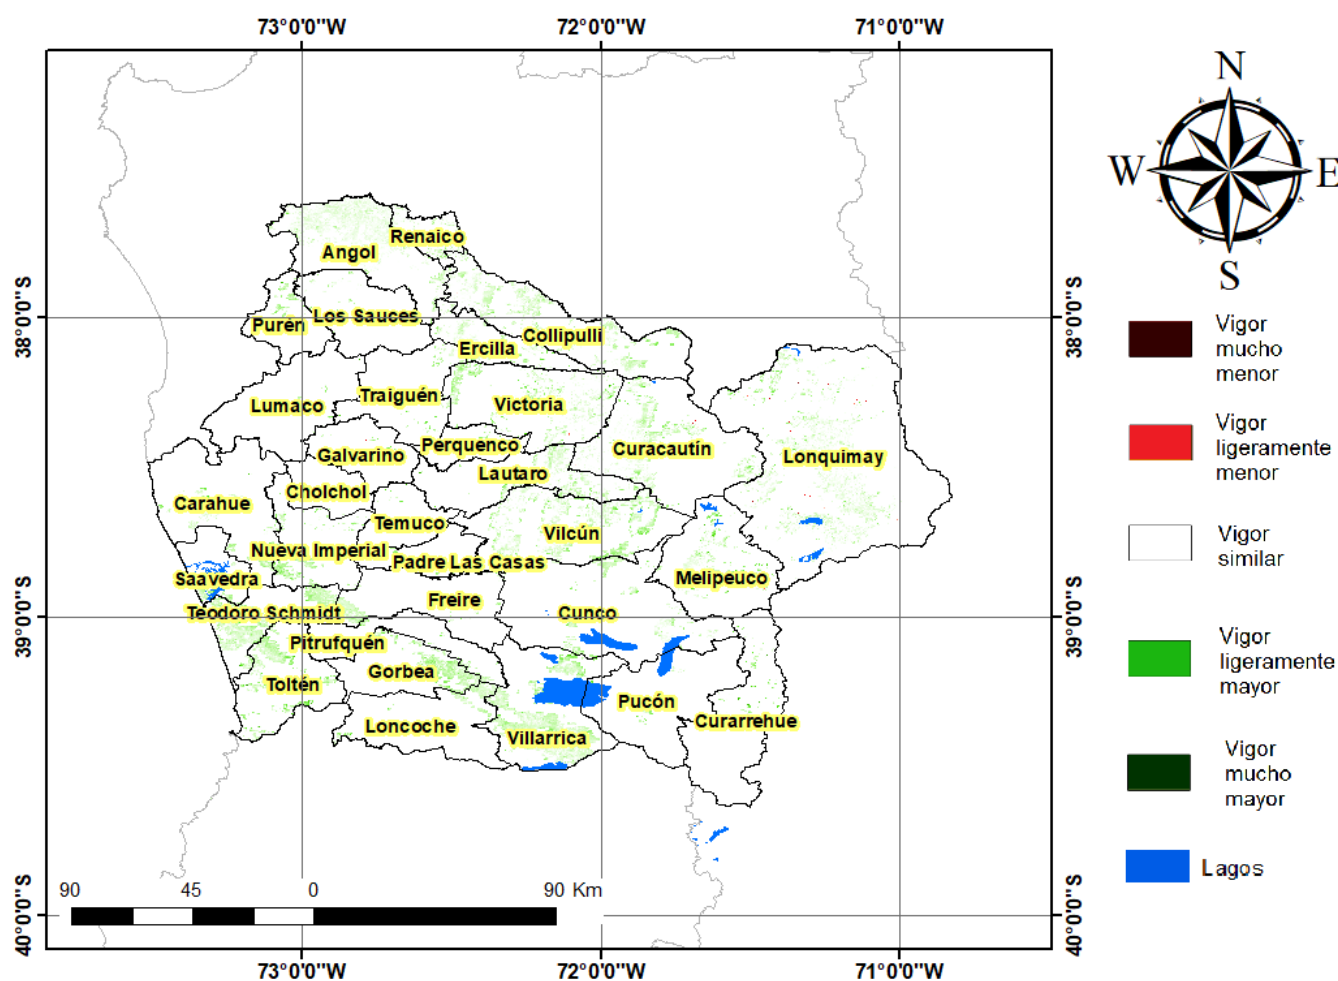 73°0'0"W 72°0'0"W 71°0'0"W
N
W E
S
38°0'0"S
39°0'0"S
40°0'0"S
38°0'0"S
39°0'0"S
40°0'0"S
Renaico
Angol
Los Sauces
Purén
Collipulli
Ercilla
Traiguén
Lumaco
Victoria
Perquenco
Curacautín
Galvarino
Lonquimay
Lautaro
Cholchol
Carahue
Temuco
Vilcún
Nueva Imperial
Padre Las Casas
Saavedra
Melipeuco
Freire
Teodoro Schmidt
Cunco
Pitrufquén
Gorbea
Toltén
Pucón
Curarrehue
Loncoche
Villarrica
90 45 0 90 Km
73°0'0"W 72°0'0"W 71°0'0"W
Vigor
mucho
menor
Vigor
ligeramente
menor
Vigor
similar
Vigor
ligeramente
mayor
Vigor
mucho
mayor
Lagos